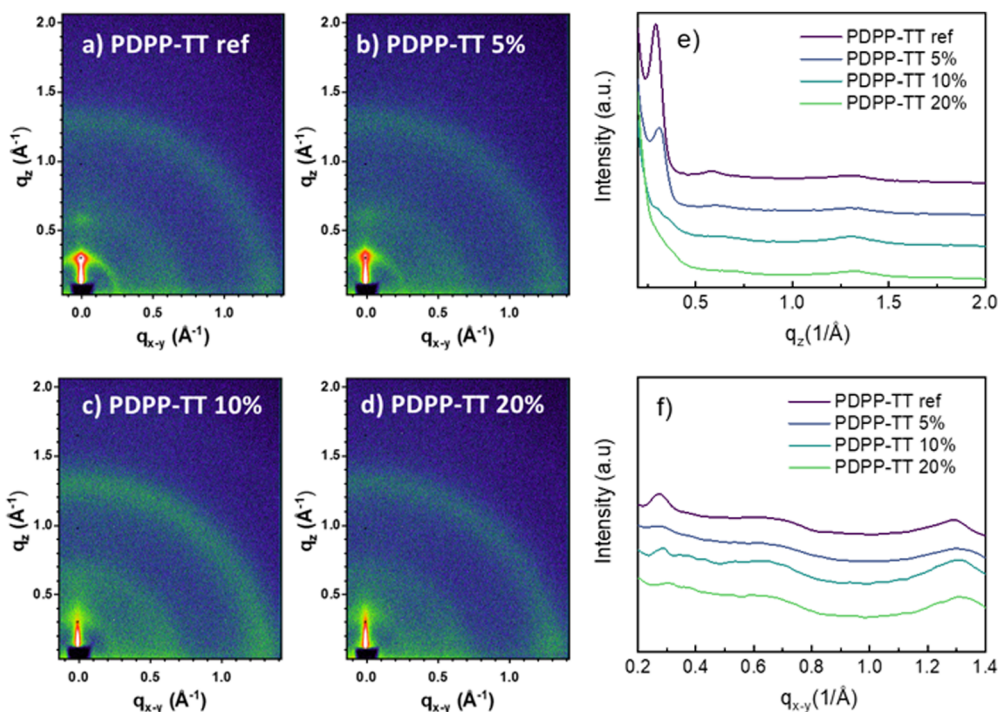 a) PDPP-TT ref
2.0
1.5
1.0
0.5
qz (Å-1)
0.0 0.5 1.0
qx-y (Å-1)
b) PDPP-TT 5%
2.0
1.5
1.0
0.5
qz (Å-1)
0.0 0.5 1.0
qx-y (Å-1)
e)
PDPP-TT ref
PDPP-TT 5%
PDPP-TT 10%
PDPP-TT 20%
Intensity (a.u.)
0.5 1.0 1.5 2.0
qz(1/Å)
c) PDPP-TT 10%
2.0
1.5
1.0
0.5
qz (Å-1)
0.0 0.5 1.0
qx-y (Å-1)
d) PDPP-TT 20%
2.0
1.5
1.0
0.5
qz (Å-1)
0.0 0.5 1.0
qx-y (Å-1)
f)
PDPP-TT ref
PDPP-TT 5%
PDPP-TT 10%
PDPP-TT 20%
Intensity (a.u)
0.2 0.4 0.6 0.8 1.0 1.2 1.4
qx-y(1/Å)